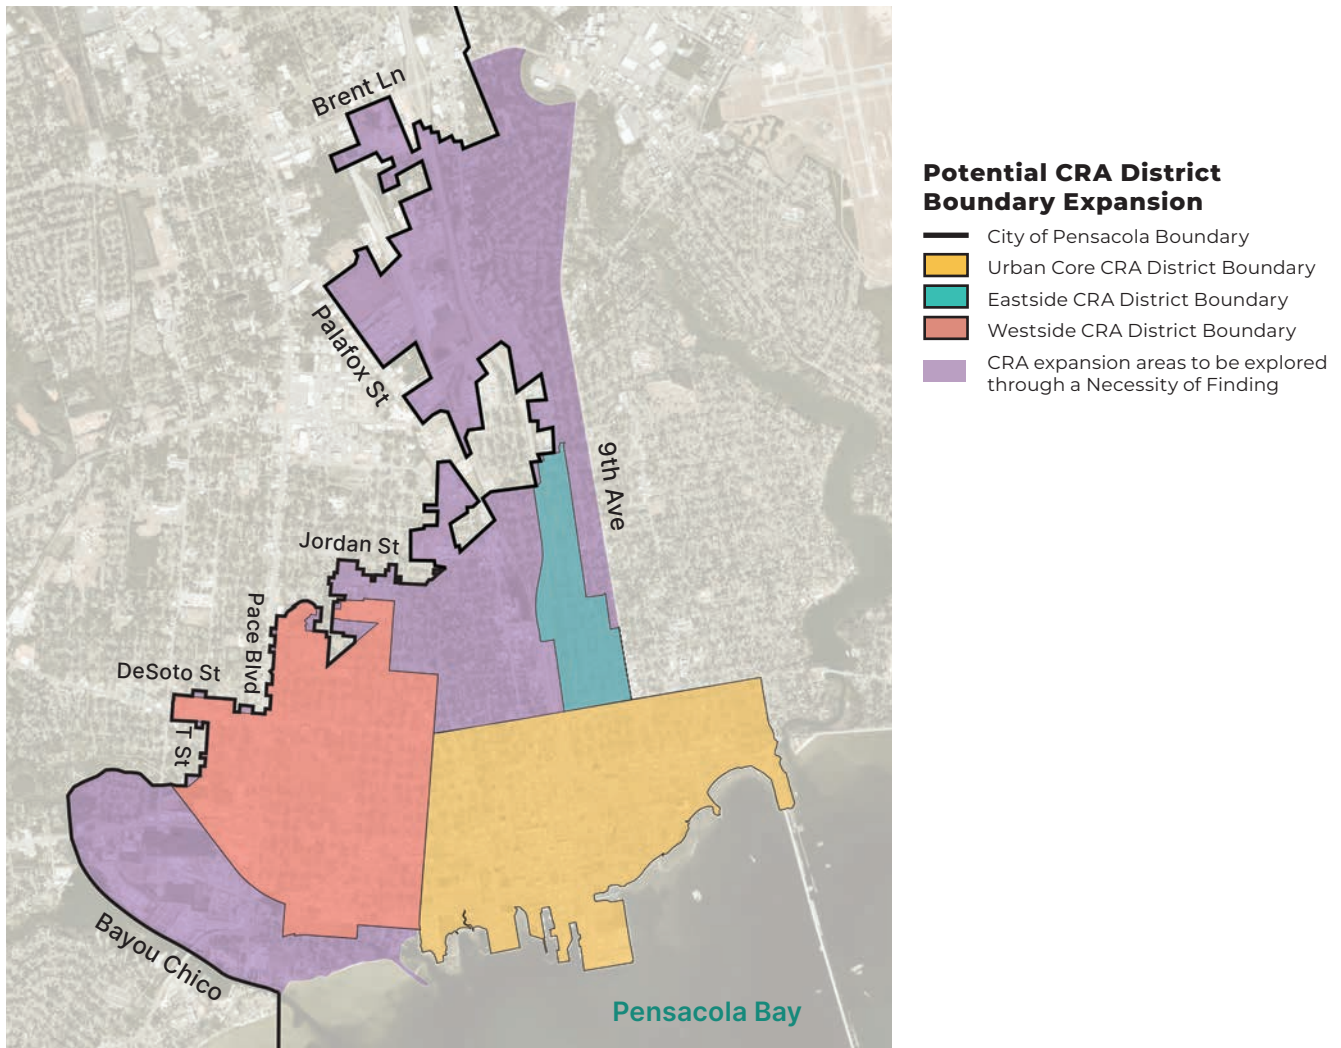 Brent Ln
Palafox St
9th Ave
Jordan St
Pace Blvd
DeSoto St
T St
Bayou Chico
Pensacola Bay
Potential CRA District
Boundary Expansion
City of Pensacola Boundary
Urban Core CRA District Boundary
Eastside CRA District Boundary
Westside CRA District Boundary
CRA expansion areas to be explored
through a Necessity of Finding